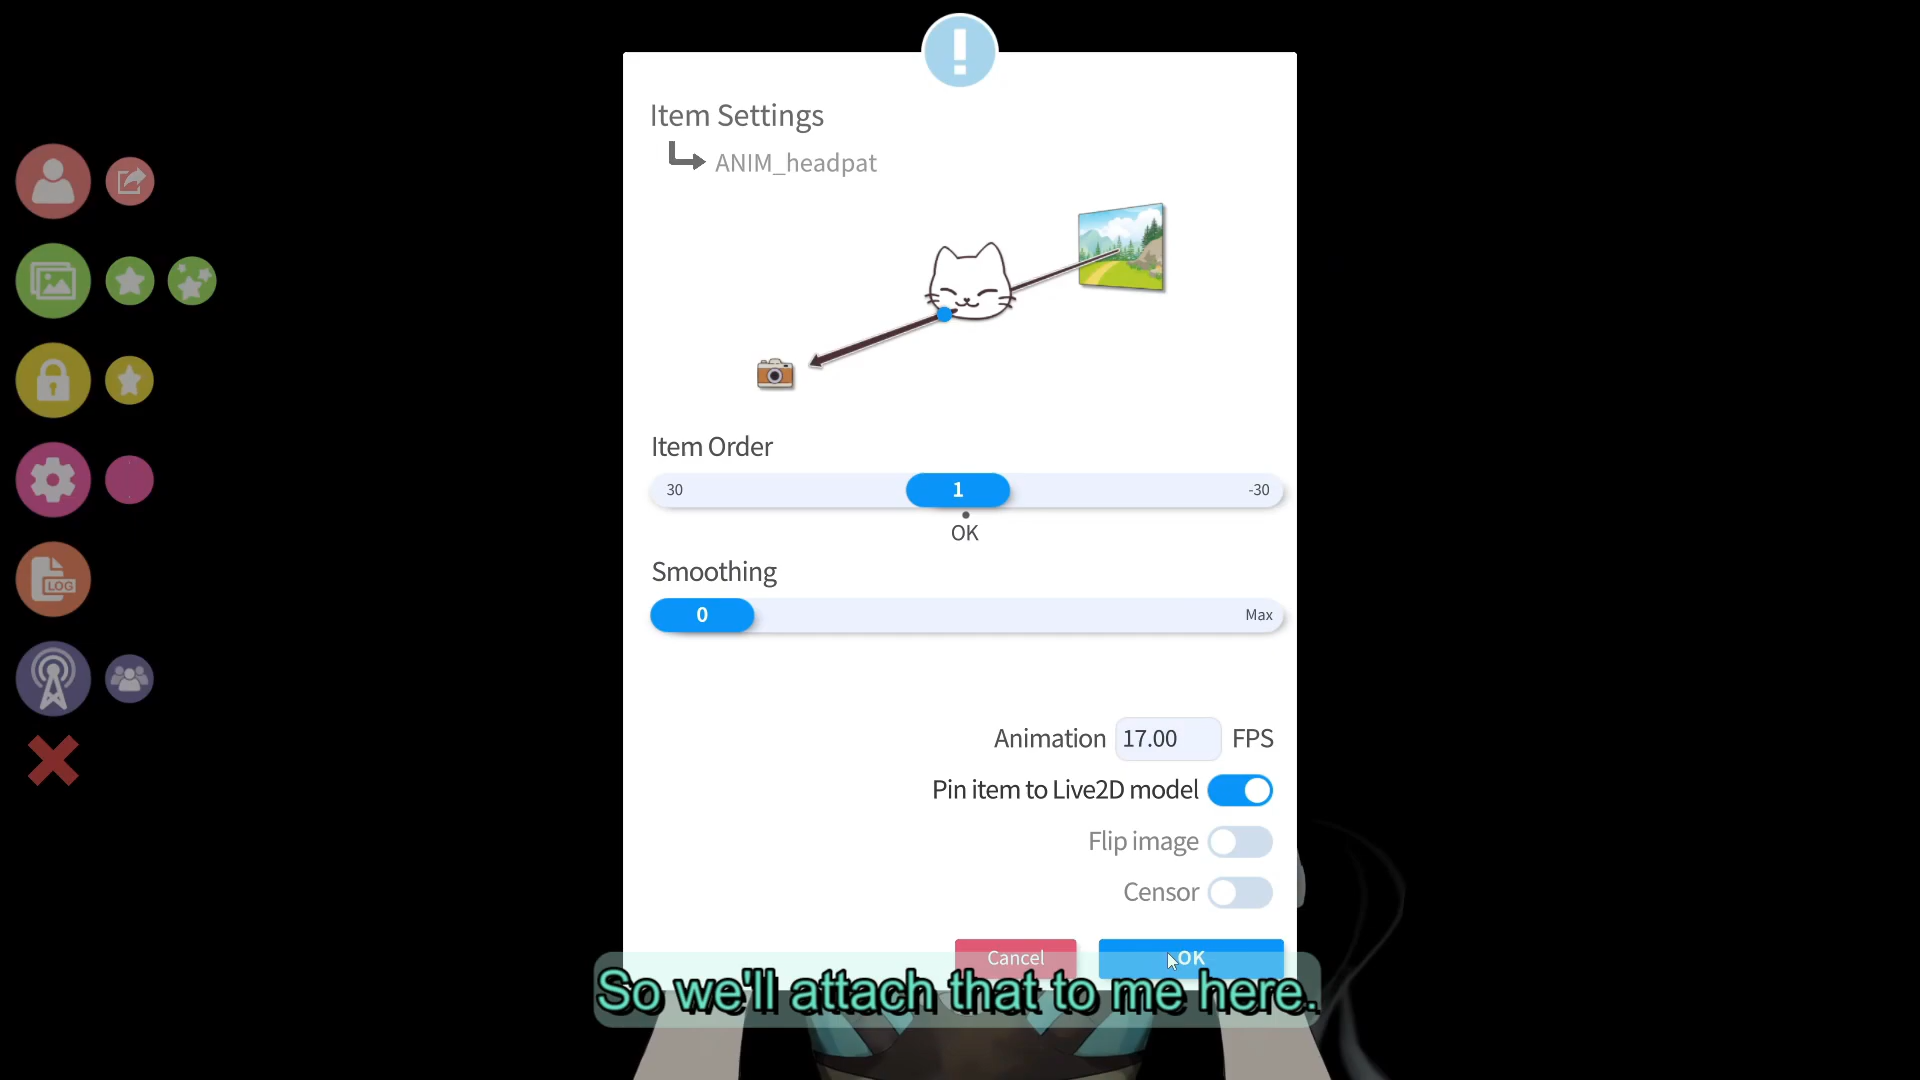 Item Settings
ANIM_headpat
Item Order
30
1
-30
OK
Smoothing
0
Max
Animation 17.00 FPS
Pin item to Live2D model
Flip image
Censor
Cancel
OK
So we'll attach that to me here.
LOG